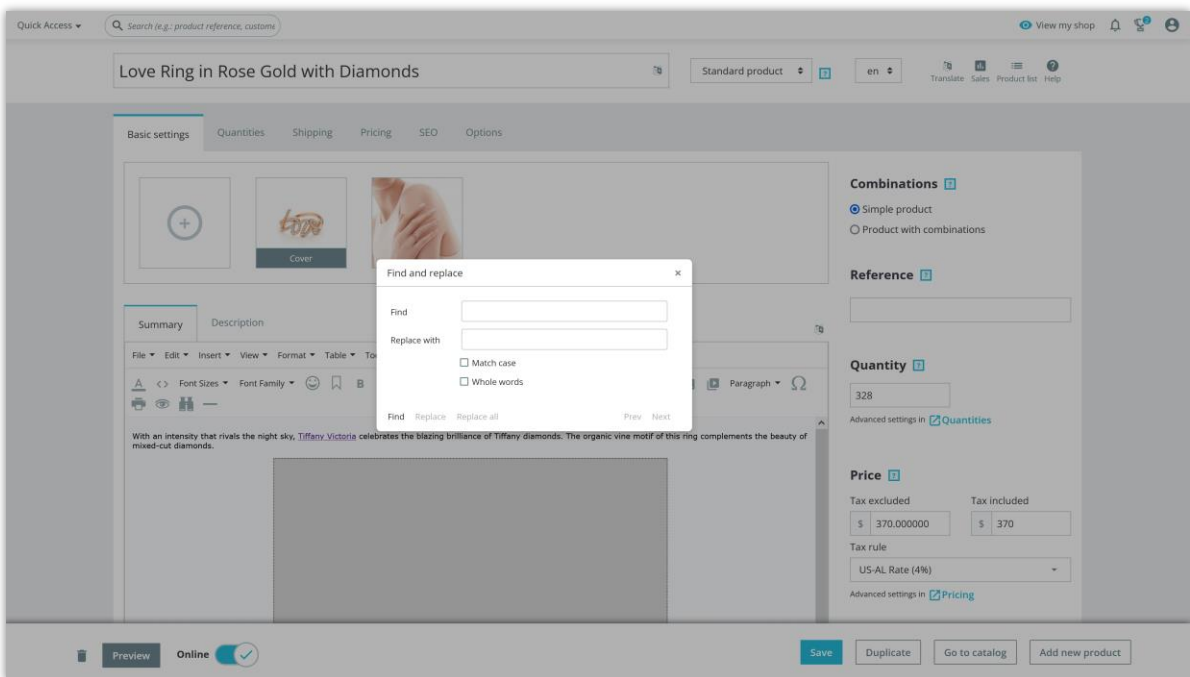 Quick Access
Search (e.g.: product reference, custome
View my shop
Love Ring in Rose Gold with Diamonds
Standard product
?
en
Translate
Sales
Product list
Help
Basic settings
Quantities
Shipping
Pricing
SEO
Options
Cover
Combinations ?
Simple product
Product with combinations
Reference ?
Find and replace ×
Find
Replace with
Match case
Whole words
Find Replace Replace all Prev Next
Summary
Description
File Edit Insert View Format Table
A <> Font Sizes Font Family B Paragraph Ω
With an intensity that rivals the night sky, Tiffany Victoria celebrates the blazing brilliance of Tiffany diamonds. The organic vine motif of this ring complements the beauty of
mixed-cut diamonds.
Quantity ?
328
Advanced settings in Quantities
Price ?
Tax excluded Tax included
$ 370.000000 $ 370
Tax rule
US-AL Rate (4%)
Advanced settings in Pricing
Preview
Online
Save
Duplicate
Go to catalog
Add new product